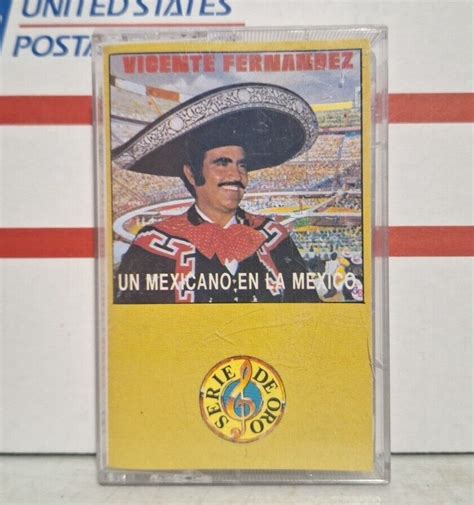 UNITED STATES
POSTA
VICENTE FERNANDEZ
UN MEXICANO EN LA MEXICO
SERIE DE ORO